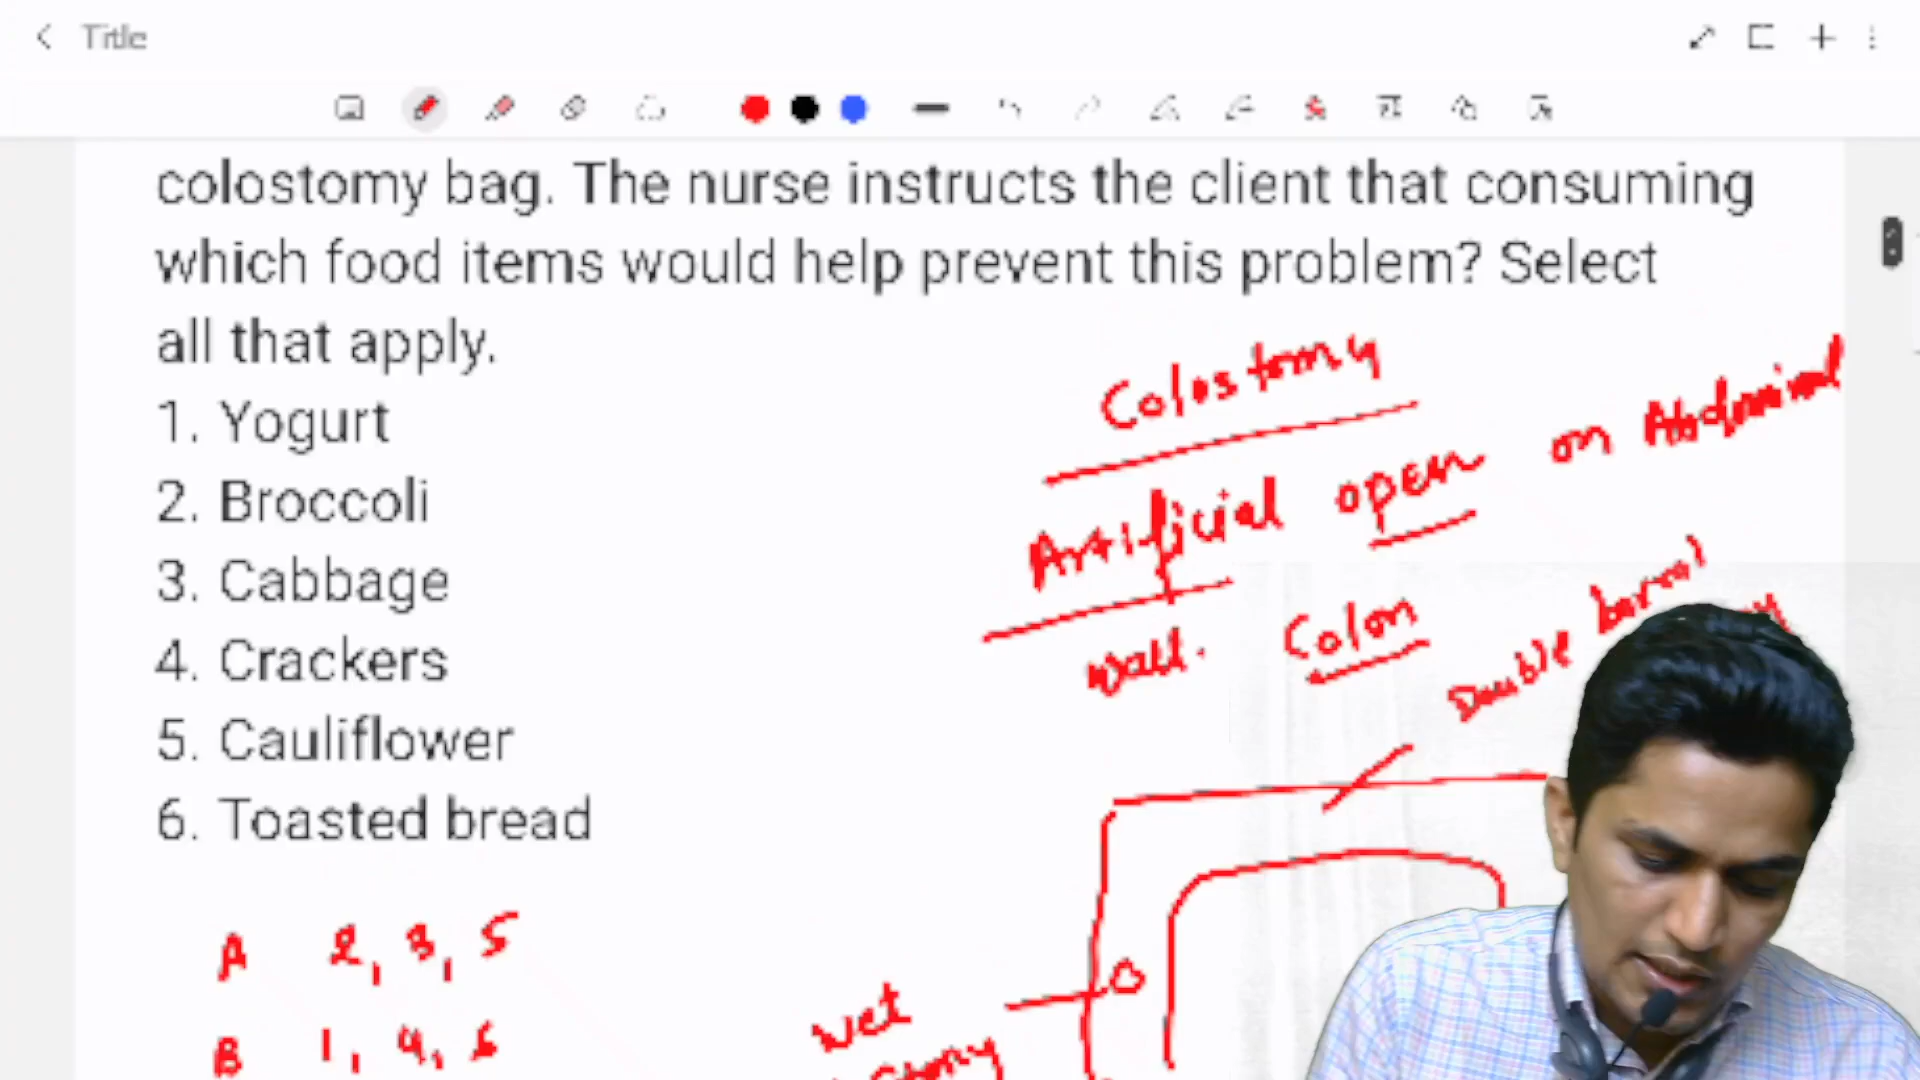 Title
colostomy bag. The nurse instructs the client that consuming
which food items would help prevent this problem? Select
all that apply.
1. Yogurt
2. Broccoli
3. Cabbage
4. Crackers
5. Cauliflower
6. Toasted bread
Colostomy
Artificial open on Abdominal
wall. Colon
Double barral
A 2, 3, 5
B 1, 4, 6
wet